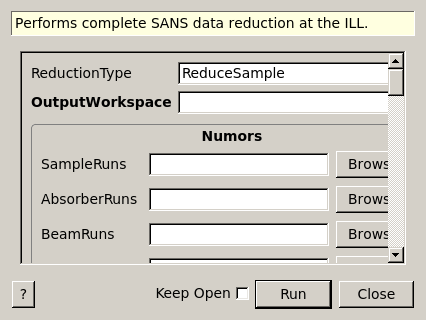 Performs complete SANS data reduction at the ILL.
ReductionType ReduceSample
OutputWorkspace
Numors
SampleRuns Brows
AbsorberRuns Brows
BeamRuns Brows
? Keep Open Run Close